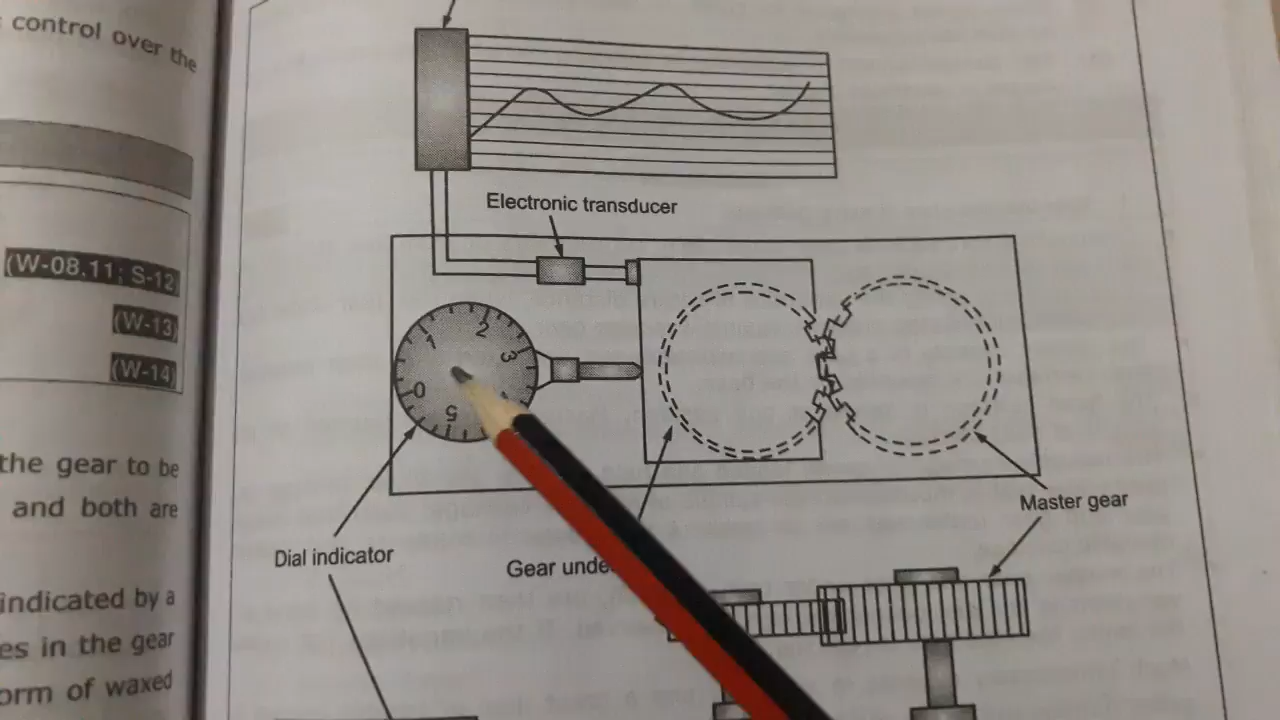 control over the
(W-08.11; S-12)
(W-13)
(W-14)
the gear to be
and both are
indicated by a
es in the gear
orm of waxed
Electronic transducer
1
2
3
0
5
Dial indicator
Gear unde
Master gear